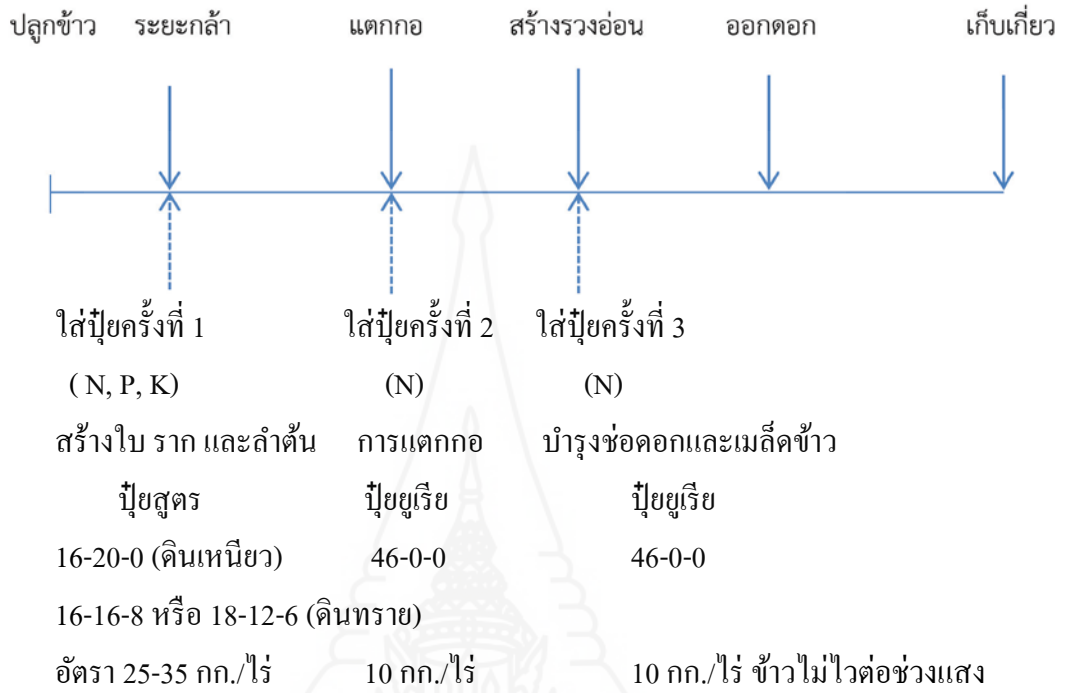 ปลูกข้าว ระยะกล้า แตกกอ สร้างรวงอ่อน ออกดอก เก็บเกี่ยว
ใส่ปุ๋ยครั้งที่ 1 ใส่ปุ๋ยครั้งที่ 2 ใส่ปุ๋ยครั้งที่ 3
( N, P, K) (N) (N)
สร้างใบ ราก และลำต้น การแตกกอ บำรุงช่อดอกและเมล็ดข้าว
ปุ๋ยสูตร ปุ๋ยยูเรีย ปุ๋ยยูเรีย
16-20-0 (ดินเหนียว) 46-0-0 46-0-0
16-16-8 หรือ 18-12-6 (ดินทราย)
อัตรา 25-35 กก./ไร่ 10 กก./ไร่ 10 กก./ไร่ ข้าวไม่ไวต่อช่วงแสง